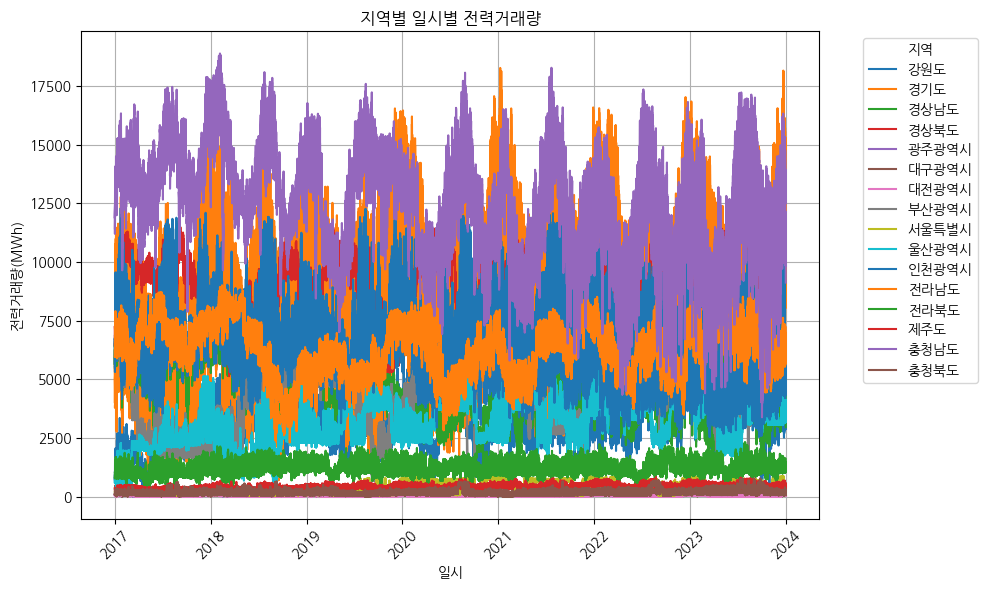 지역별 일시별 전력거래량
전력거래량(MWh)
17500
15000
12500
10000
7500
5000
2500
0
2017
2018
2019
2020
2021
2022
2023
2024
일시
지역
강원도
경기도
경상남도
경상북도
광주광역시
대구광역시
대전광역시
부산광역시
서울특별시
울산광역시
인천광역시
전라남도
전라북도
제주도
충청남도
충청북도